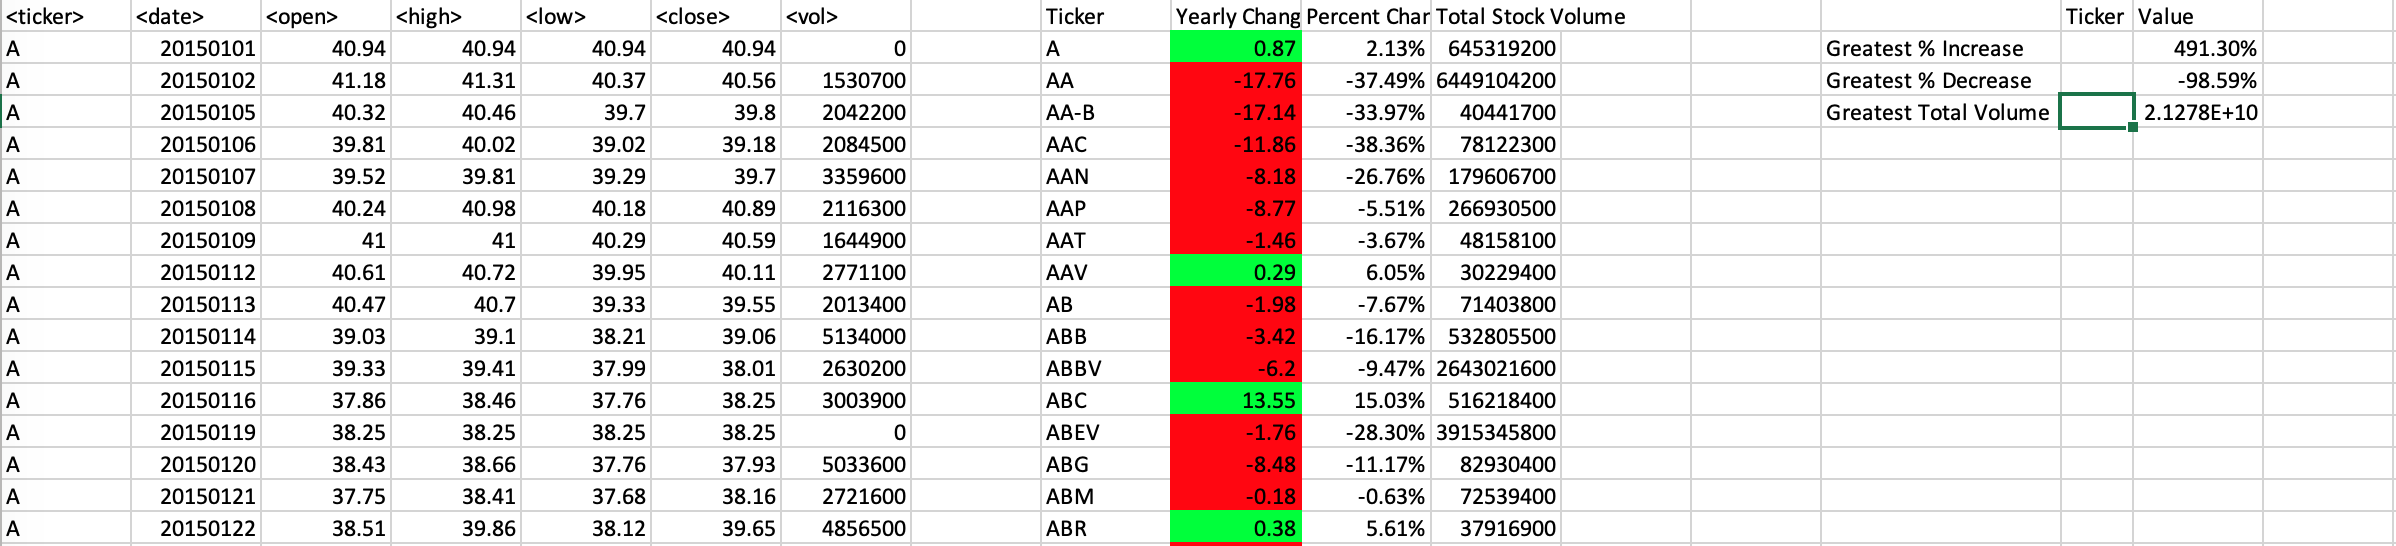 <ticker> <date> <open> <high> <low> <close> <vol> Ticker Yearly Chang Percent Char Total Stock Volume Ticker Value
A 20150101 40.94 40.94 40.94 40.94 0 A 0.87 2.13% 645319200 Greatest % Increase 491.30%
A 20150102 41.18 41.31 40.37 40.56 1530700 AA -17.76 -37.49% 6449104200 Greatest % Decrease -98.59%
A 20150105 40.32 40.46 39.7 39.8 2042200 AA-B -17.14 -33.97% 40441700 Greatest Total Volume 2.1278E+10
A 20150106 39.81 40.02 39.02 39.18 2084500 AAC -11.86 -38.36% 78122300
A 20150107 39.52 39.81 39.29 39.7 3359600 AAN -8.18 -26.76% 179606700
A 20150108 40.24 40.98 40.18 40.89 2116300 AAP -8.77 -5.51% 266930500
A 20150109 41 41 40.29 40.59 1644900 AAT -1.46 -3.67% 48158100
A 20150112 40.61 40.72 39.95 40.11 2771100 AAV 0.29 6.05% 30229400
A 20150113 40.47 40.7 39.33 39.55 2013400 AB -1.98 -7.67% 71403800
A 20150114 39.03 39.1 38.21 39.06 5134000 ABB -3.42 -16.17% 532805500
A 20150115 39.33 39.41 37.99 38.01 2630200 ABBV -6.2 -9.47% 2643021600
A 20150116 37.86 38.46 37.76 38.25 3003900 ABC 13.55 15.03% 516218400
A 20150119 38.25 38.25 38.25 38.25 0 ABEV -1.76 -28.30% 3915345800
A 20150120 38.43 38.66 37.76 37.93 5033600 ABG -8.48 -11.17% 82930400
A 20150121 37.75 38.41 37.68 38.16 2721600 ABM -0.18 -0.63% 72539400
A 20150122 38.51 39.86 38.12 39.65 4856500 ABR 0.38 5.61% 37916900